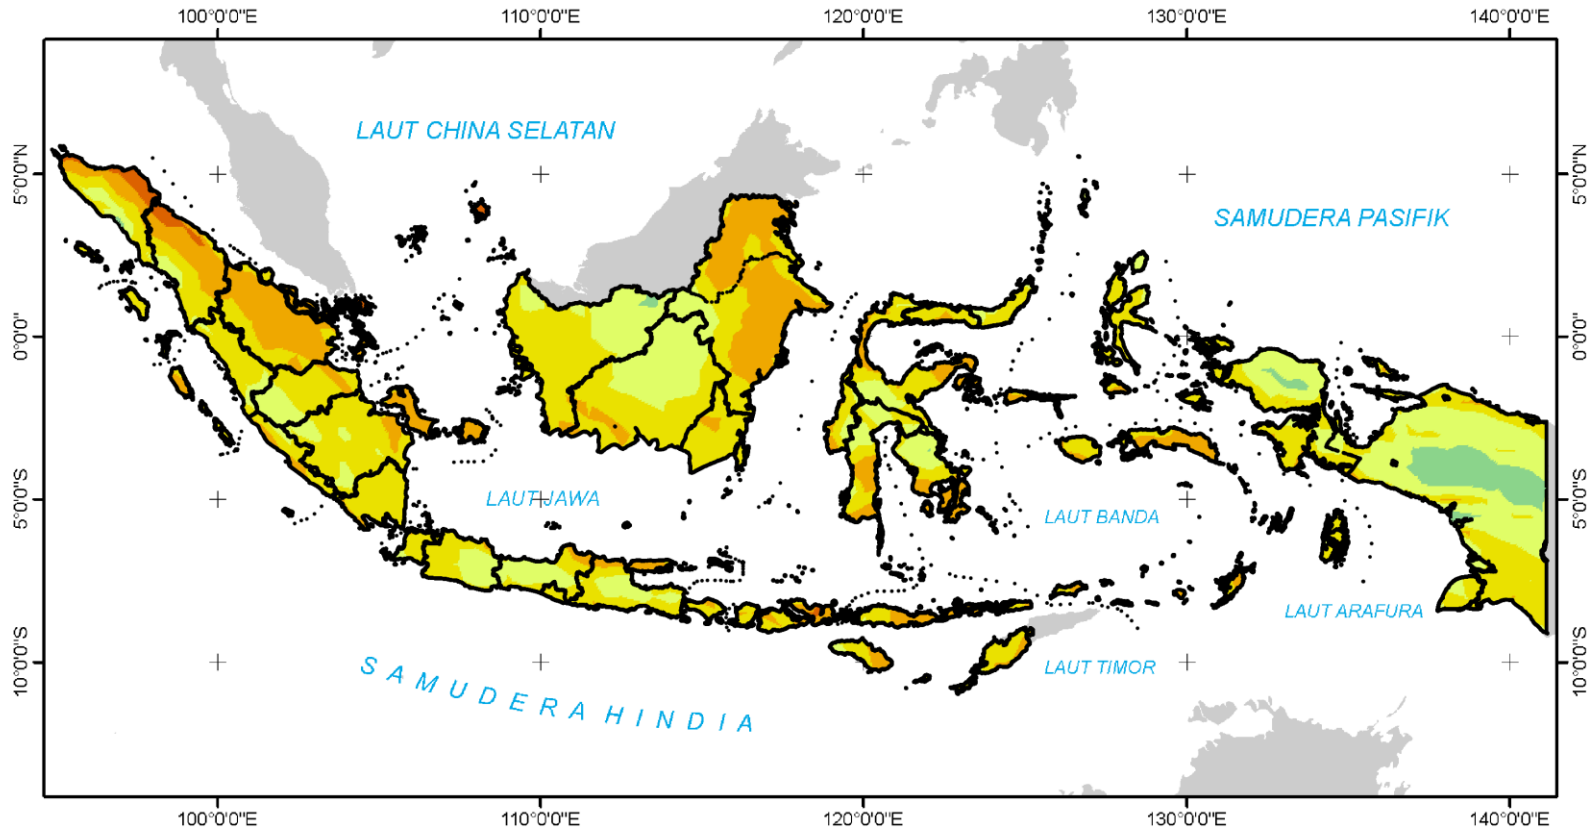 100°0'0"E 110°0'0"E 120°0'0"E 130°0'0"E 140°0'0"E
LAUT CHINA SELATAN
5°0'0"N 5°0'0"N
SAMUDERA PASIFIK
0°0'0" 0°0'0"
LAUT JAWA
5°0'0"S 5°0'0"S
LAUT BANDA
LAUT ARAFURA
10°0'0"S 10°0'0"S
LAUT TIMOR
SAMUDERA HINDIA
100°0'0"E 110°0'0"E 120°0'0"E 130°0'0"E 140°0'0"E